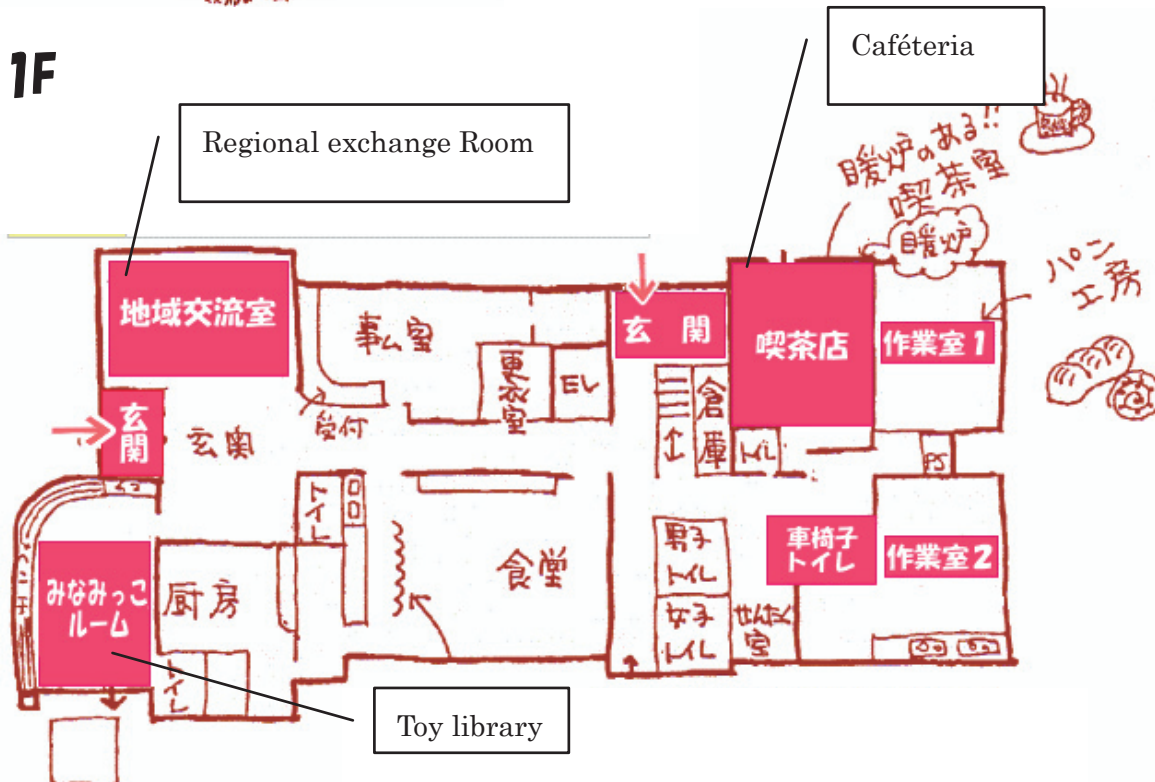 1F
Caféteria
Regional exchange Room
暖炉のある!!
喫茶室
暖炉
パン
工房
地域交流室
事ム室
更衣室
EV
玄 関
喫茶店
作業室1
玄関
玄関
受付
倉庫
トイレ
PS
トイレ
男子
トイレ
車椅子
トイレ
作業室2
みなみっこ
ルーム
厨房
食堂
女子
トイレ
せんたく
室
トイレ
Toy library